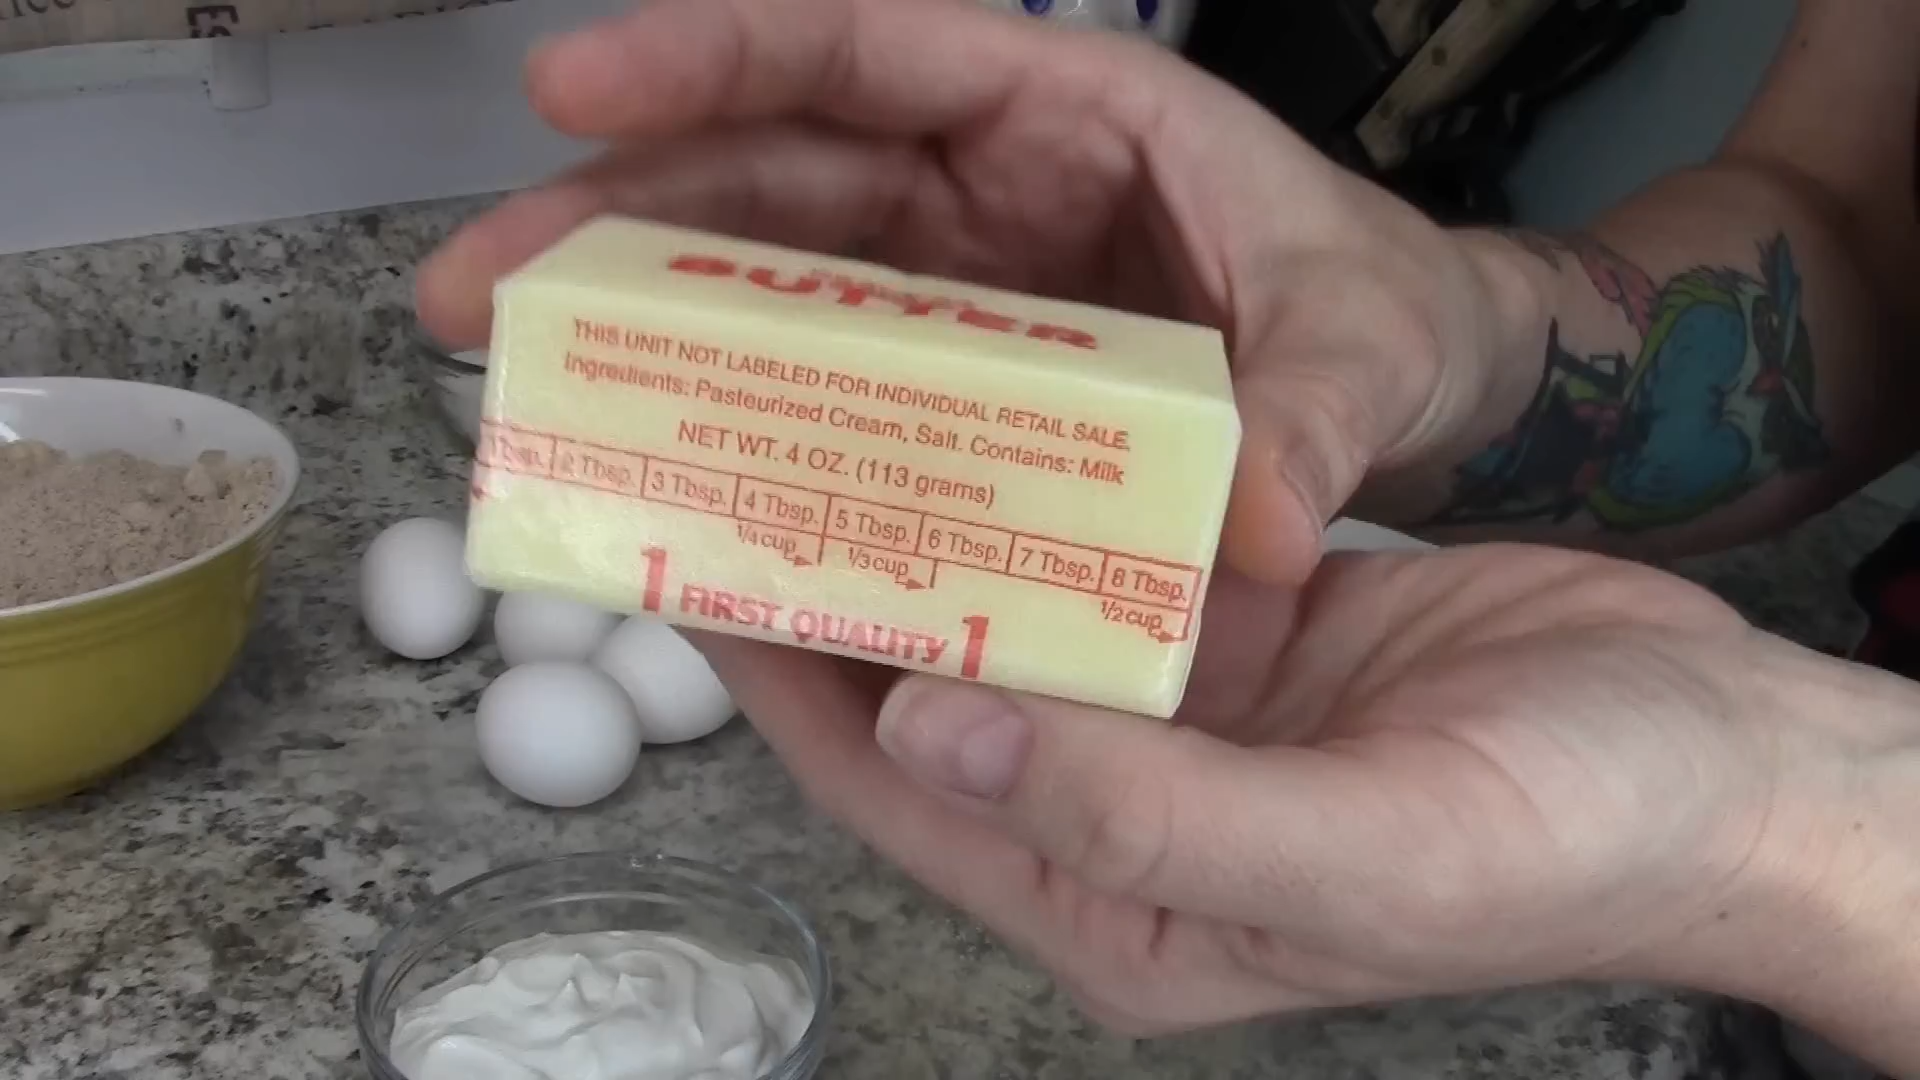 BUTTER
THIS UNIT NOT LABELED FOR INDIVIDUAL RETAIL SALE.
Ingredients: Pasteurized Cream, Salt. Contains: Milk
NET WT. 4 OZ. (113 grams)
1 Tbsp. 2 Tbsp. 3 Tbsp. 4 Tbsp. 5 Tbsp. 6 Tbsp. 7 Tbsp. 8 Tbsp.
1/4 cup 1/3 cup 1/2 cup
1 FIRST QUALITY 1